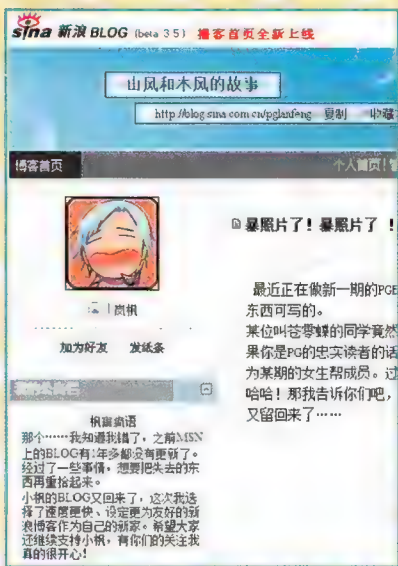 sina 新浪 BLOG (beta 3 5) 播客首页全新上线
山风和木风的故事
http://blog.sina.com.cn/pglanfeng 复制 收藏
博客首页 个人首页!
暴照片了!暴照片了!
岚枫
加为好友 发纸条
最近正在做新一期的PGE
东西可写的。
某位叫苍雪蝶的同学竟然
果你是PG的忠实读者的话
为某期的女生帮成员。过
哈哈!那我告诉你们吧,
又留回来了……
枫言疯语
那个……我知道我错了,之前MSN
上的BLOG有1年多都没有更新了。
经过了一些事情,想要把失去的东
西再重拾起来。
小枫的BLOG又回来了,这次我选
择了速度更快、设定更为友好的新
浪博客作为自己的新家。希望大家
还继续支持小枫,有你们的关注我
真的很开心!